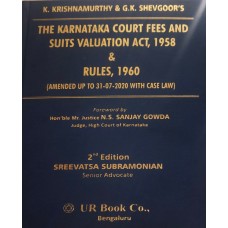 K. KRISHNAMURTHY & G.K. SHEVGOOR'S
THE KARNATAKA COURT FEES AND
SUITS VALUATION ACT, 1958
&
RULES, 1960
(AMENDED UP TO 31-07-2020 WITH CASE LAW)
Foreword by
Hon'ble Mr. Justice N.S. SANJAY GOWDA
Judge, High Court of Karnataka
2nd Edition
SREEVATSA SUBRAMONIAN
Senior Advocate
UR Book Co.,
Bengaluru